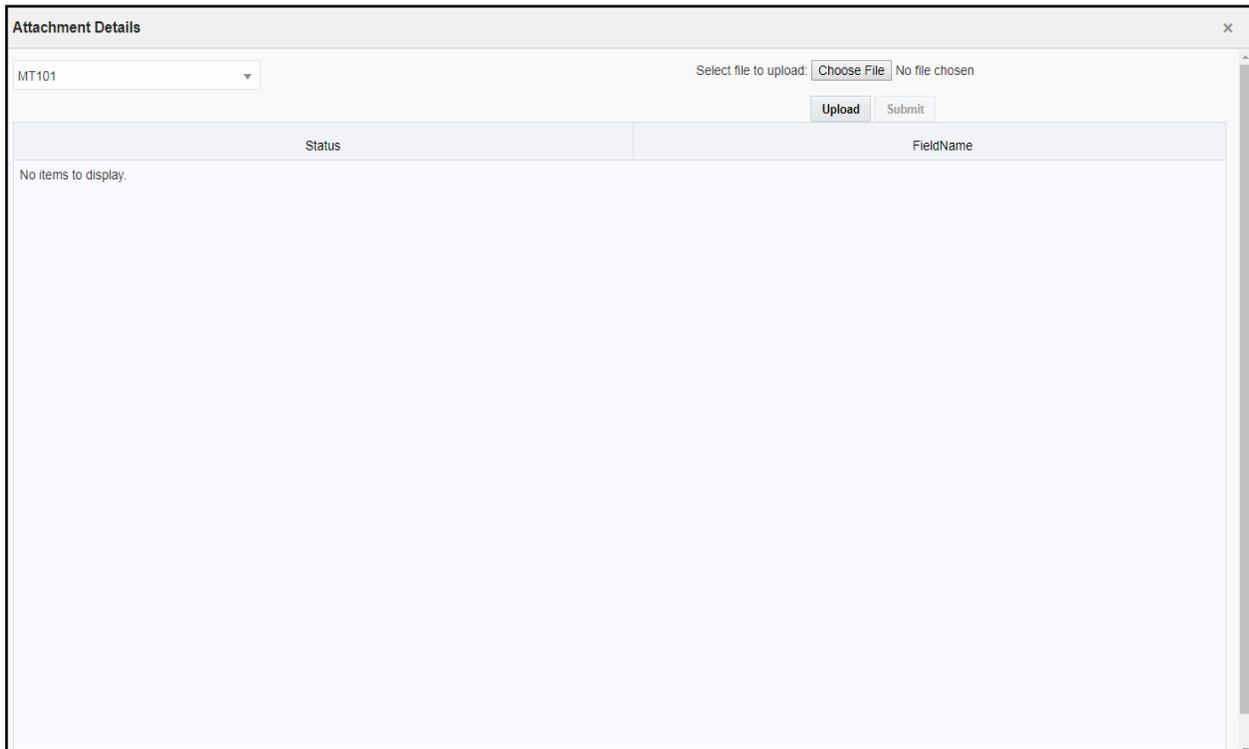 Attachment Details ×
MT101
Select file to upload: Choose File No file chosen
Upload Submit
Status FieldName
No items to display.